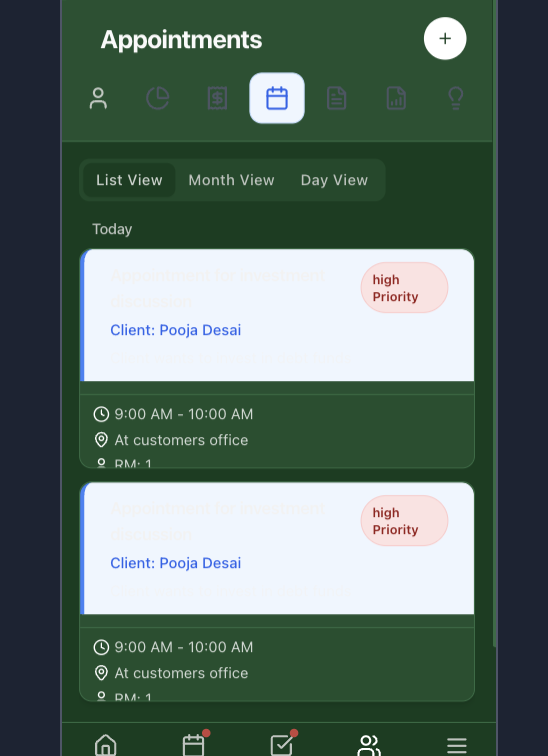 Appointments
List View Month View Day View
Today
Appointment for investment
Discussion
high
Priority
Client: Pooja Desai
9:00 AM - 10:00 AM
At customers office
RM: 1
Appointment for investment
Discussion
high
Priority
Client: Pooja Desai
9:00 AM - 10:00 AM
At customers office
RM: 1